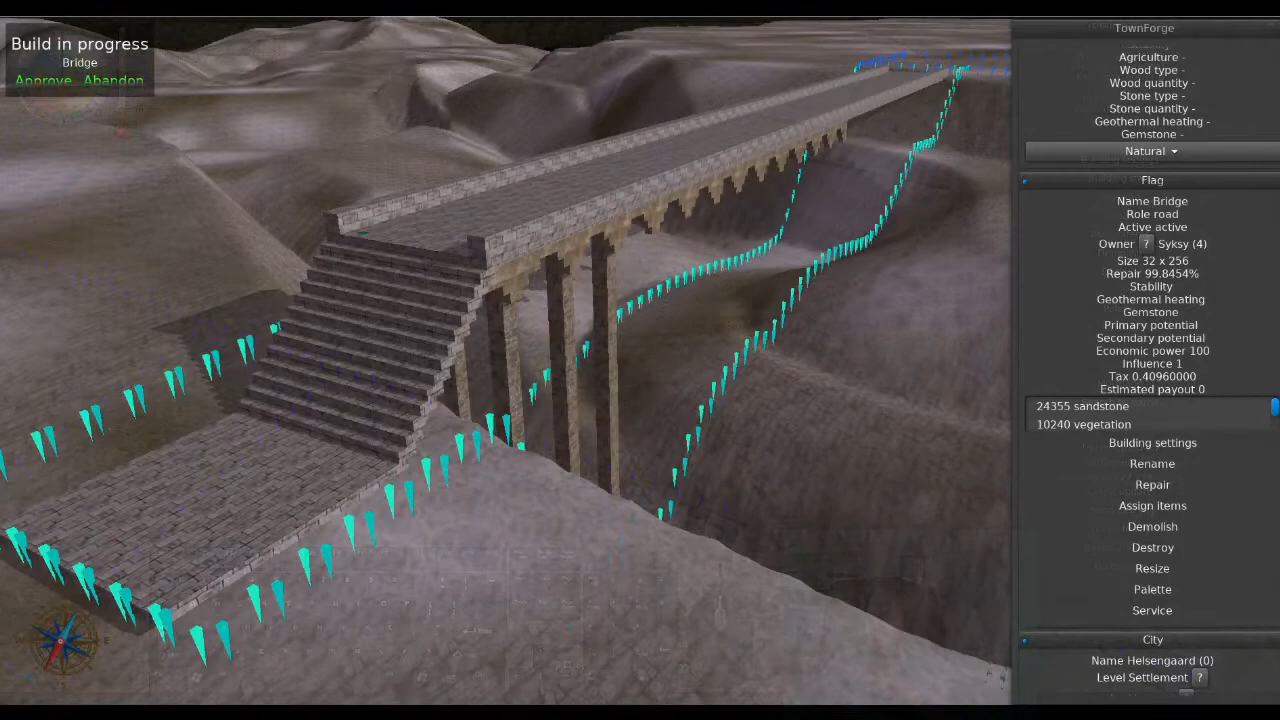 Build in progress
Bridge
Approve Abandon
TownForge
Agriculture -
Wood type -
Wood quantity -
Stone type -
Stone quantity -
Geothermal heating -
Gemstone -
Natural
Flag
Name Bridge
Role road
Active active
Owner ? Syksy (4)
Size 32 x 256
Repair 99.8454%
Stability
Geothermal heating
Gemstone
Primary potential
Secondary potential
Economic power 100
Influence 1
Tax 0.40960000
Estimated payout 0
24355 sandstone
10240 vegetation
Building settings
Rename
Repair
Assign items
Demolish
Destroy
Resize
Palette
Service
City
Name Helsengaard (0)
Level Settlement ?